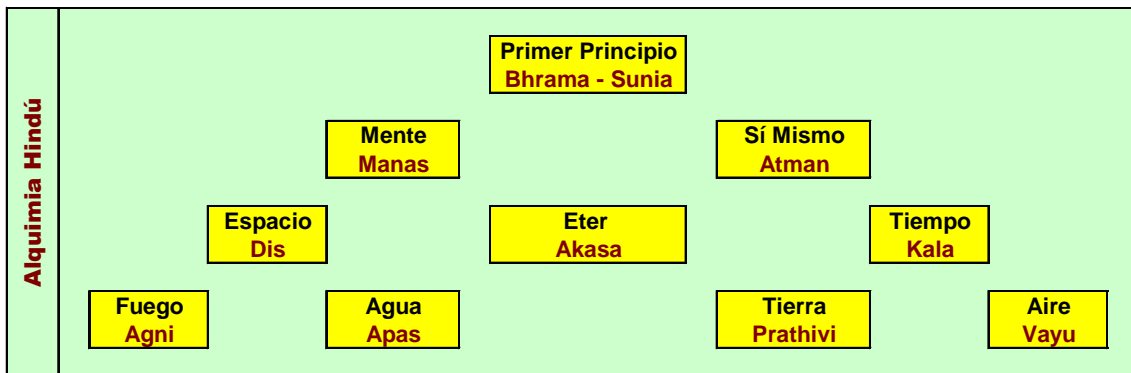 Alquimia Hindú
Primer Principio
Bhrama - Sunia
Mente
Manas
Sí Mismo
Atman
Espacio
Dis
Eter
Akasa
Tiempo
Kala
Fuego
Agni
Agua
Apas
Tierra
Prathivi
Aire
Vayu